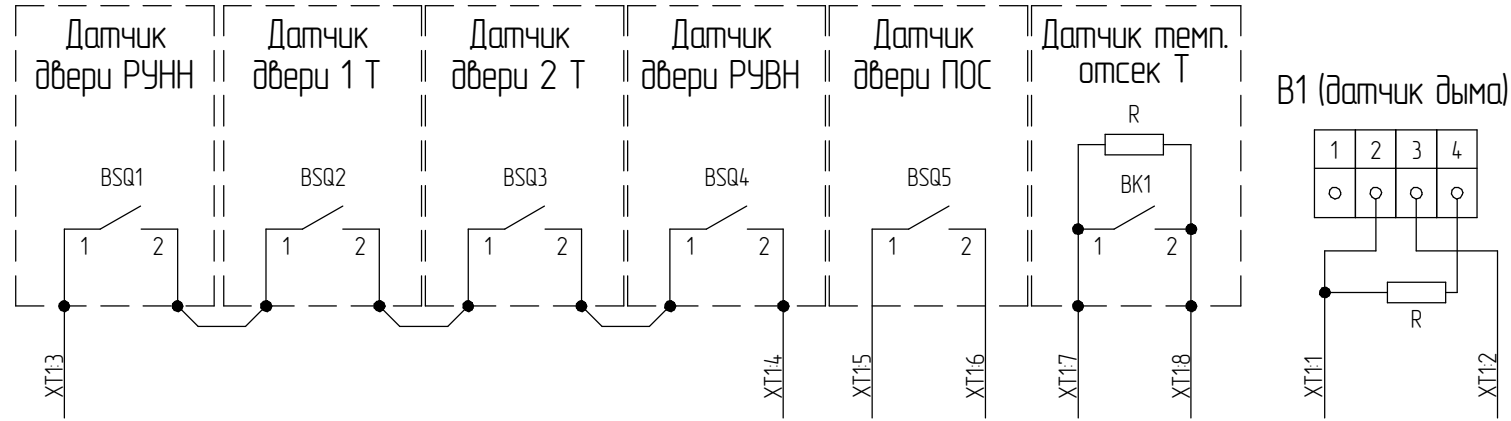 Датчик
двери РУНН
Датчик
двери 1 Т
Датчик
двери 2 Т
Датчик
двери РУВН
Датчик
двери ПОС
Датчик темп.
отсек Т
B1 (датчик дыма)
R
1 2 3 4
BSQ1
BSQ2
BSQ3
BSQ4
BSQ5
BK1
1 2
1 2
1 2
1 2
1 2
1 2
R
XT1:3
XT1:4
XT1:5
XT1:6
XT1:7
XT1:8
XT1:1
XT1:2